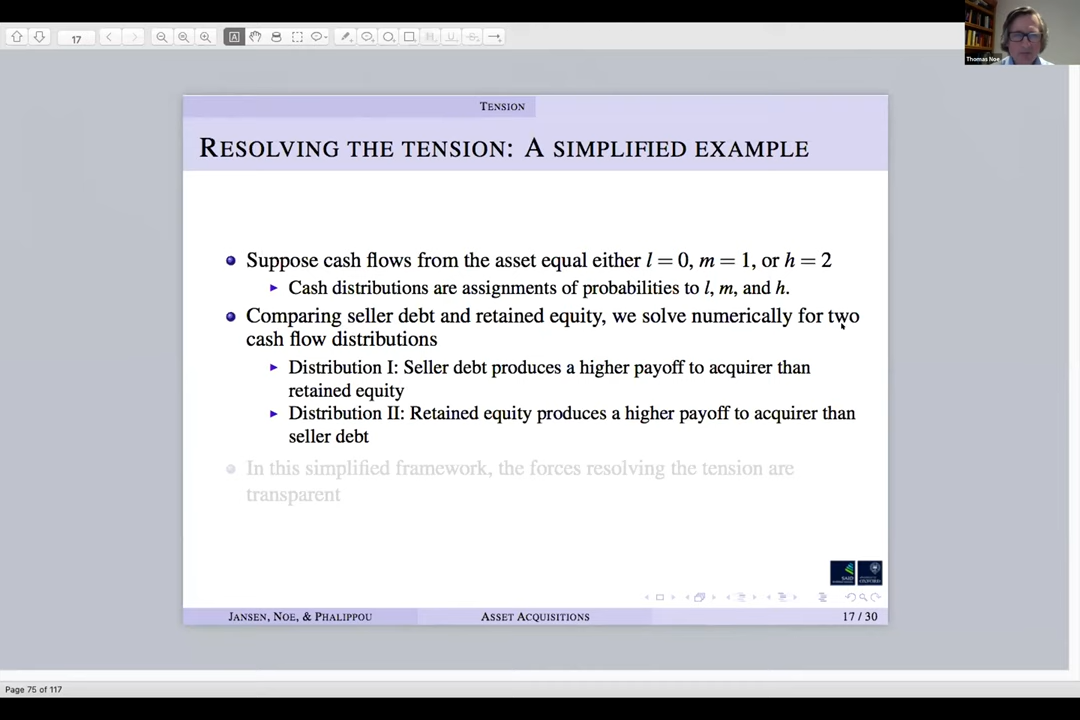 17
Thomas Noe
TENSION
RESOLVING THE TENSION: A SIMPLIFIED EXAMPLE
Suppose cash flows from the asset equal either l = 0, m = 1, or h = 2
Cash distributions are assignments of probabilities to l, m, and h.
Comparing seller debt and retained equity, we solve numerically for two
cash flow distributions
Distribution I: Seller debt produces a higher payoff to acquirer than
retained equity
Distribution II: Retained equity produces a higher payoff to acquirer than
seller debt
In this simplified framework, the forces resolving the tension are
transparent
JANSEN, NOE, & PHALIPPOU
ASSET ACQUISITIONS
17 / 30
Page 75 of 117